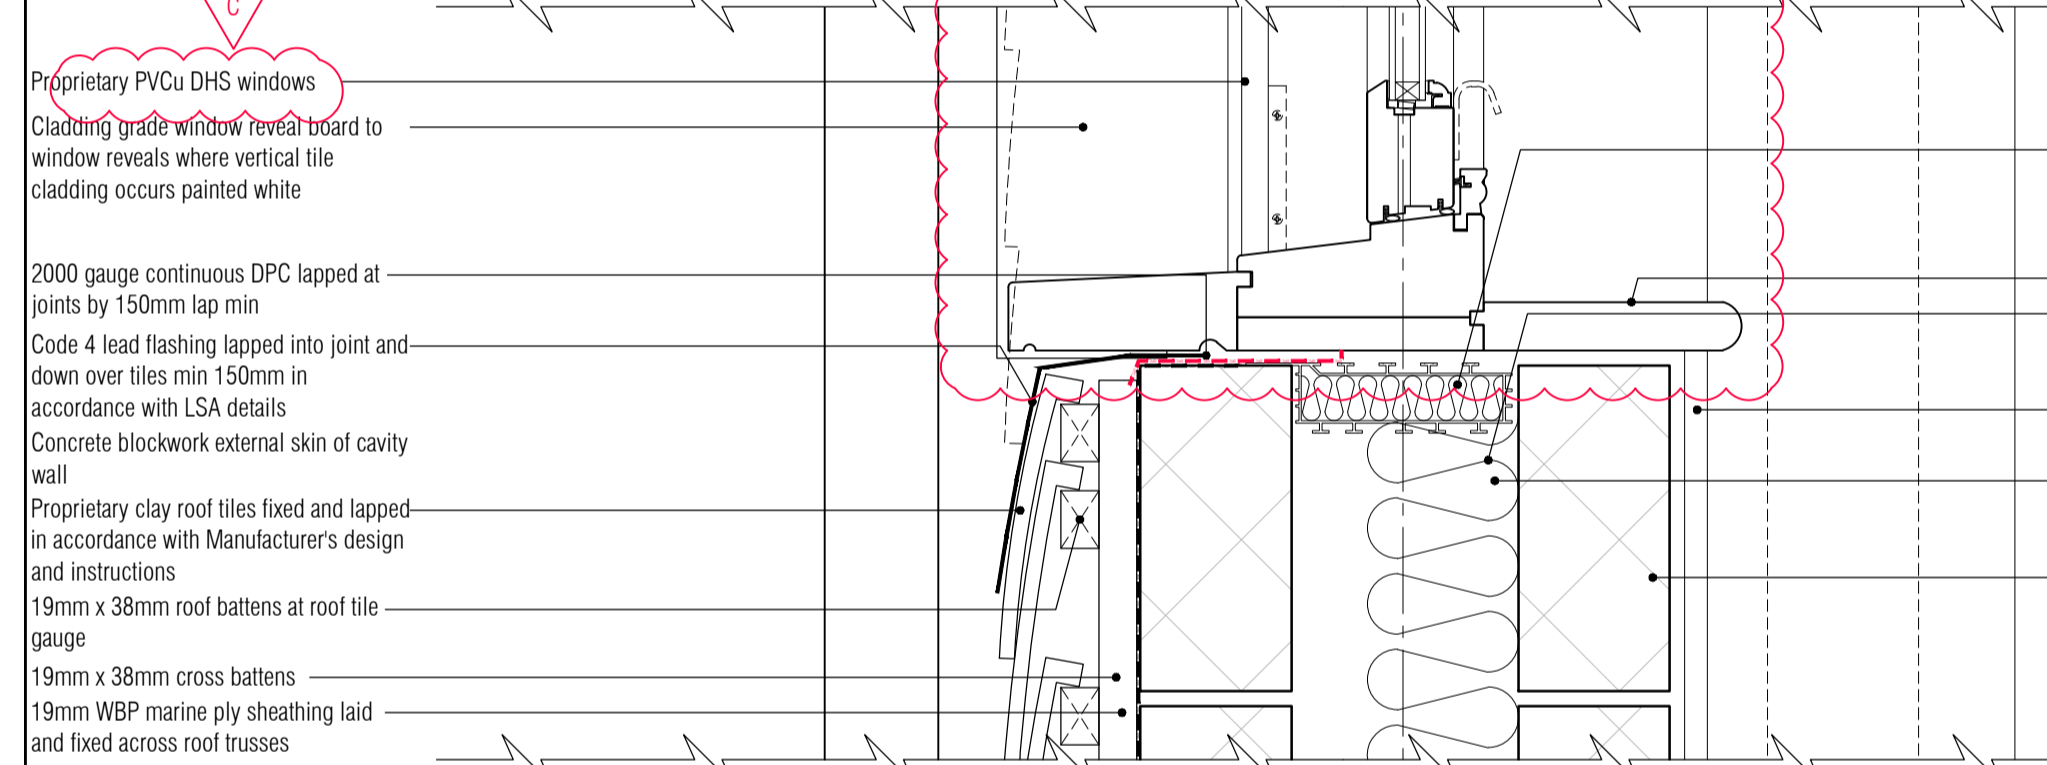 C
Proprietary PVCu DHS windows
Cladding grade window reveal board to
window reveals where vertical tile
cladding occurs painted white
2000 gauge continuous DPC lapped at
joints by 150mm lap min
Code 4 lead flashing lapped into joint and
down over tiles min 150mm in
accordance with LSA details
Concrete blockwork external skin of cavity
wall
Proprietary clay roof tiles fixed and lapped
in accordance with Manufacturer's design
and instructions
19mm x 38mm roof battens at roof tile
gauge
19mm x 38mm cross battens
19mm WBP marine ply sheathing laid
and fixed across roof trusses